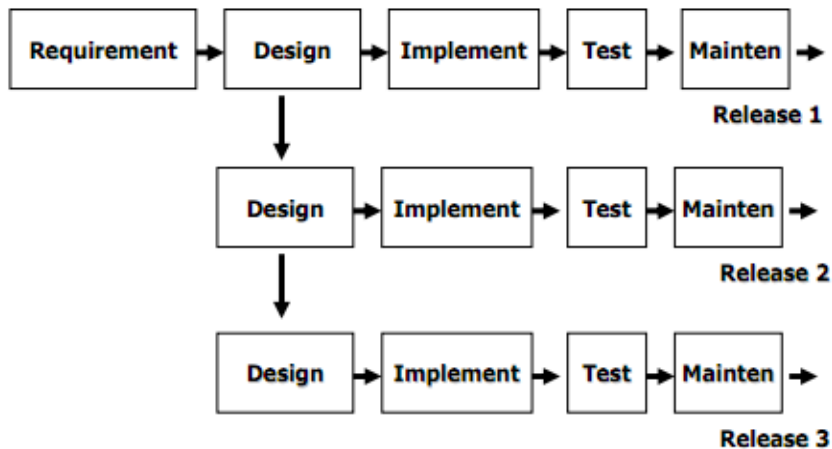 Requirement Design Implement Test Mainten
Release 1
Design Implement Test Mainten
Release 2
Design Implement Test Mainten
Release 3